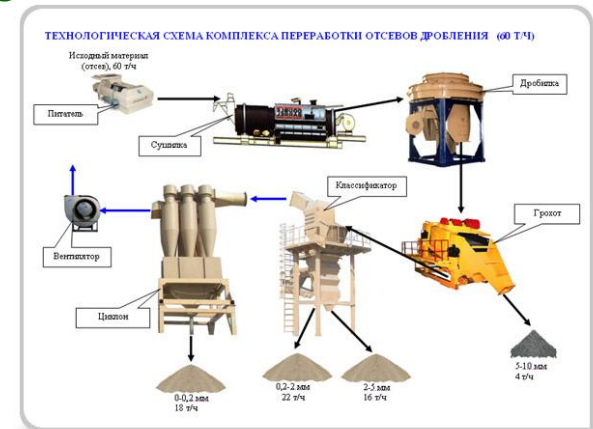 ТЕХНОЛОГИЧЕСКАЯ СХЕМА КОМПЛЕКСА ПЕРЕРАБОТКИ ОТСЕВОВ ДРОБЛЕНИЯ (60 Т/Ч)
Исходный материал
(отсев), 60 т/ч
Питатель
Сушилка
Дробилка
Классификатор
Грохот
Вентилятор
Циклон
5-10 мм
4 т/ч
0-0,2 мм
18 т/ч
0,2-2 мм
22 т/ч
2-5 мм
16 т/ч